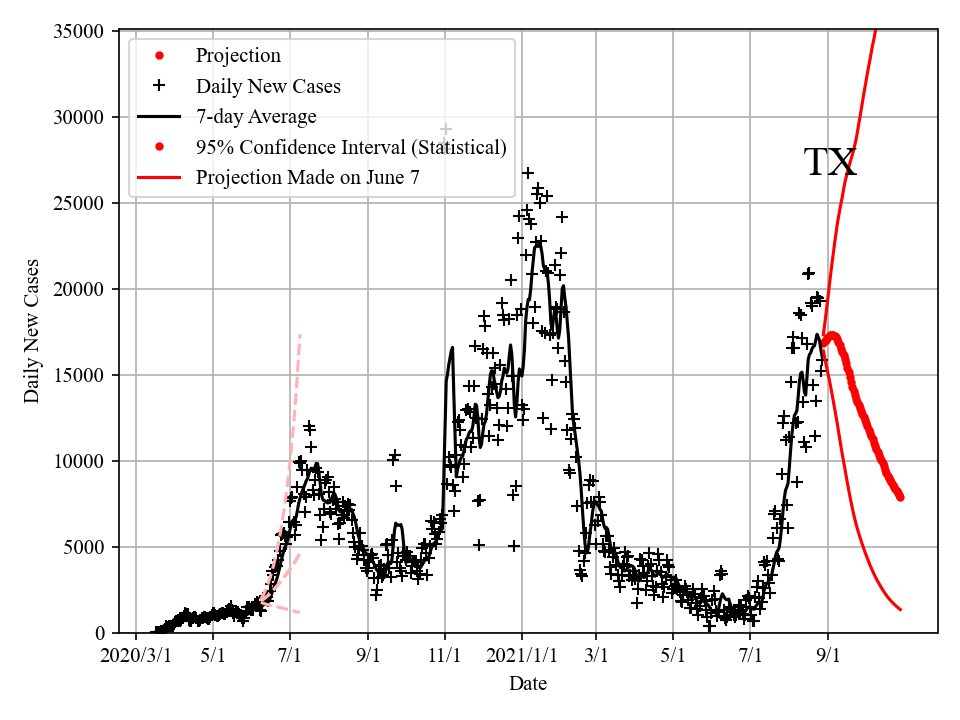 35000
30000
25000
20000
15000
10000
5000
0
Daily New Cases
Projection
Daily New Cases
7-day Average
95% Confidence Interval (Statistical)
Projection Made on June 7
TX
2020/3/1 5/1 7/1 9/1 11/1 2021/1/1 3/1 5/1 7/1 9/1
Date